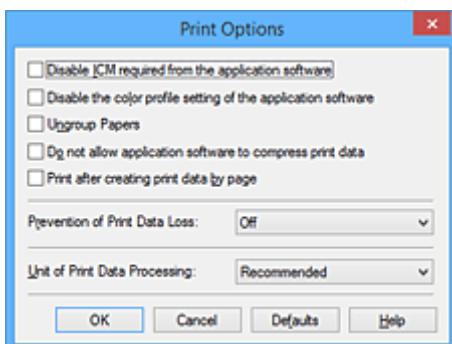 Print Options
Disable ICM required from the application software
Disable the color profile setting of the application software
Ungroup Papers
Do not allow application software to compress print data
Print after creating print data by page
Prevention of Print Data Loss: Off
Unit of Print Data Processing: Recommended
OK Cancel Defaults Help